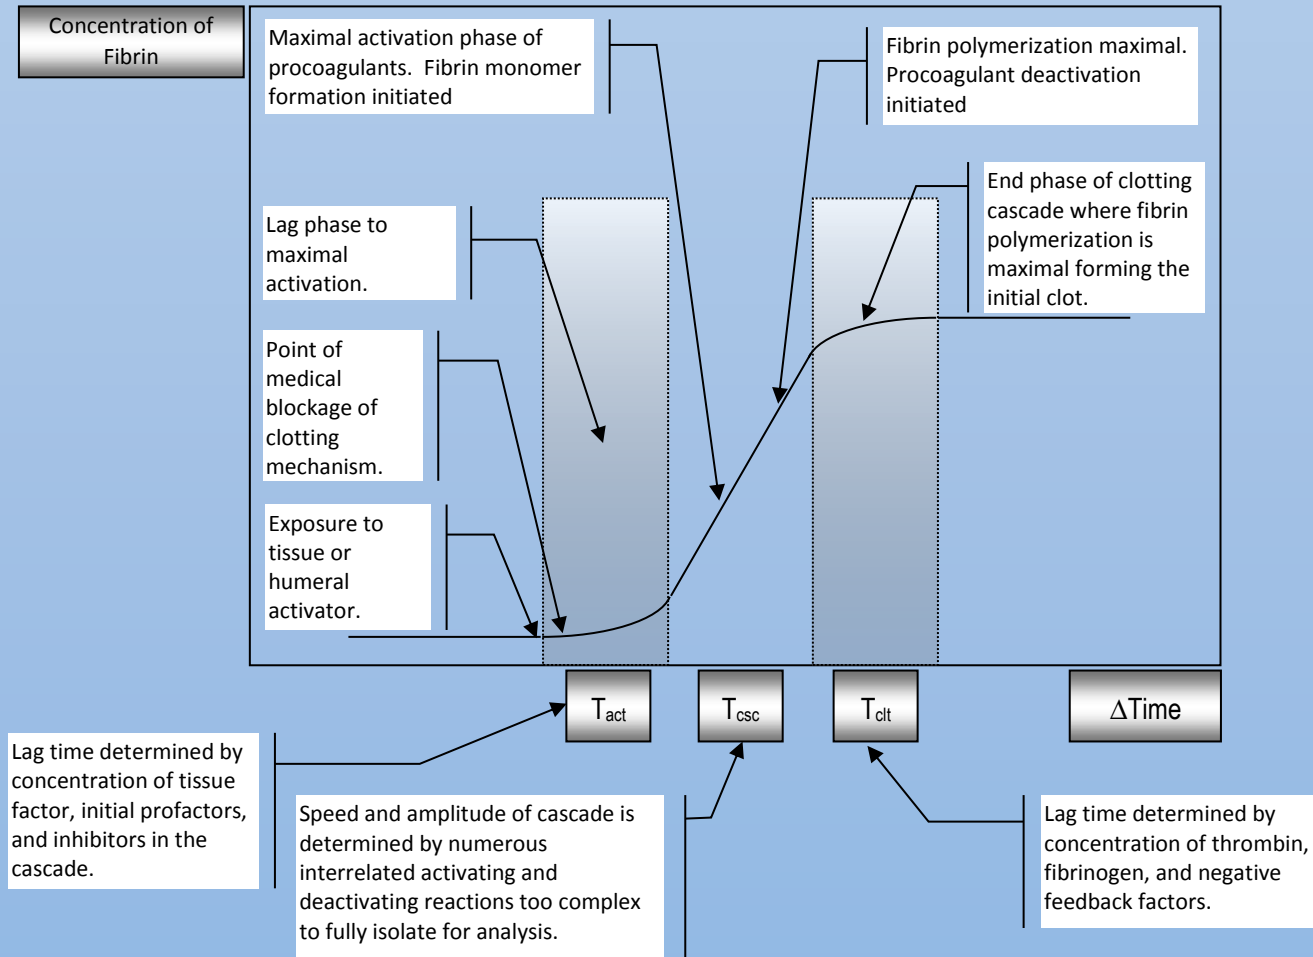 Concentration of
Fibrin
Maximal activation phase of
procoagulants. Fibrin monomer
formation initiated
Fibrin polymerization maximal.
Procoagulant deactivation
initiated
End phase of clotting
cascade where fibrin
polymerization is
maximal forming the
initial clot.
Lag phase to
maximal
activation.
Point of
medical
blockage of
clotting
mechanism.
Exposure to
tissue or
humeral
activator.
Tact
Tcsc
Tclt
ΔTime
Lag time determined by
concentration of tissue
factor, initial profactors,
and inhibitors in the
cascade.
Speed and amplitude of cascade is
determined by numerous
interrelated activating and
deactivating reactions too complex
to fully isolate for analysis.
Lag time determined by
concentration of thrombin,
fibrinogen, and negative
feedback factors.